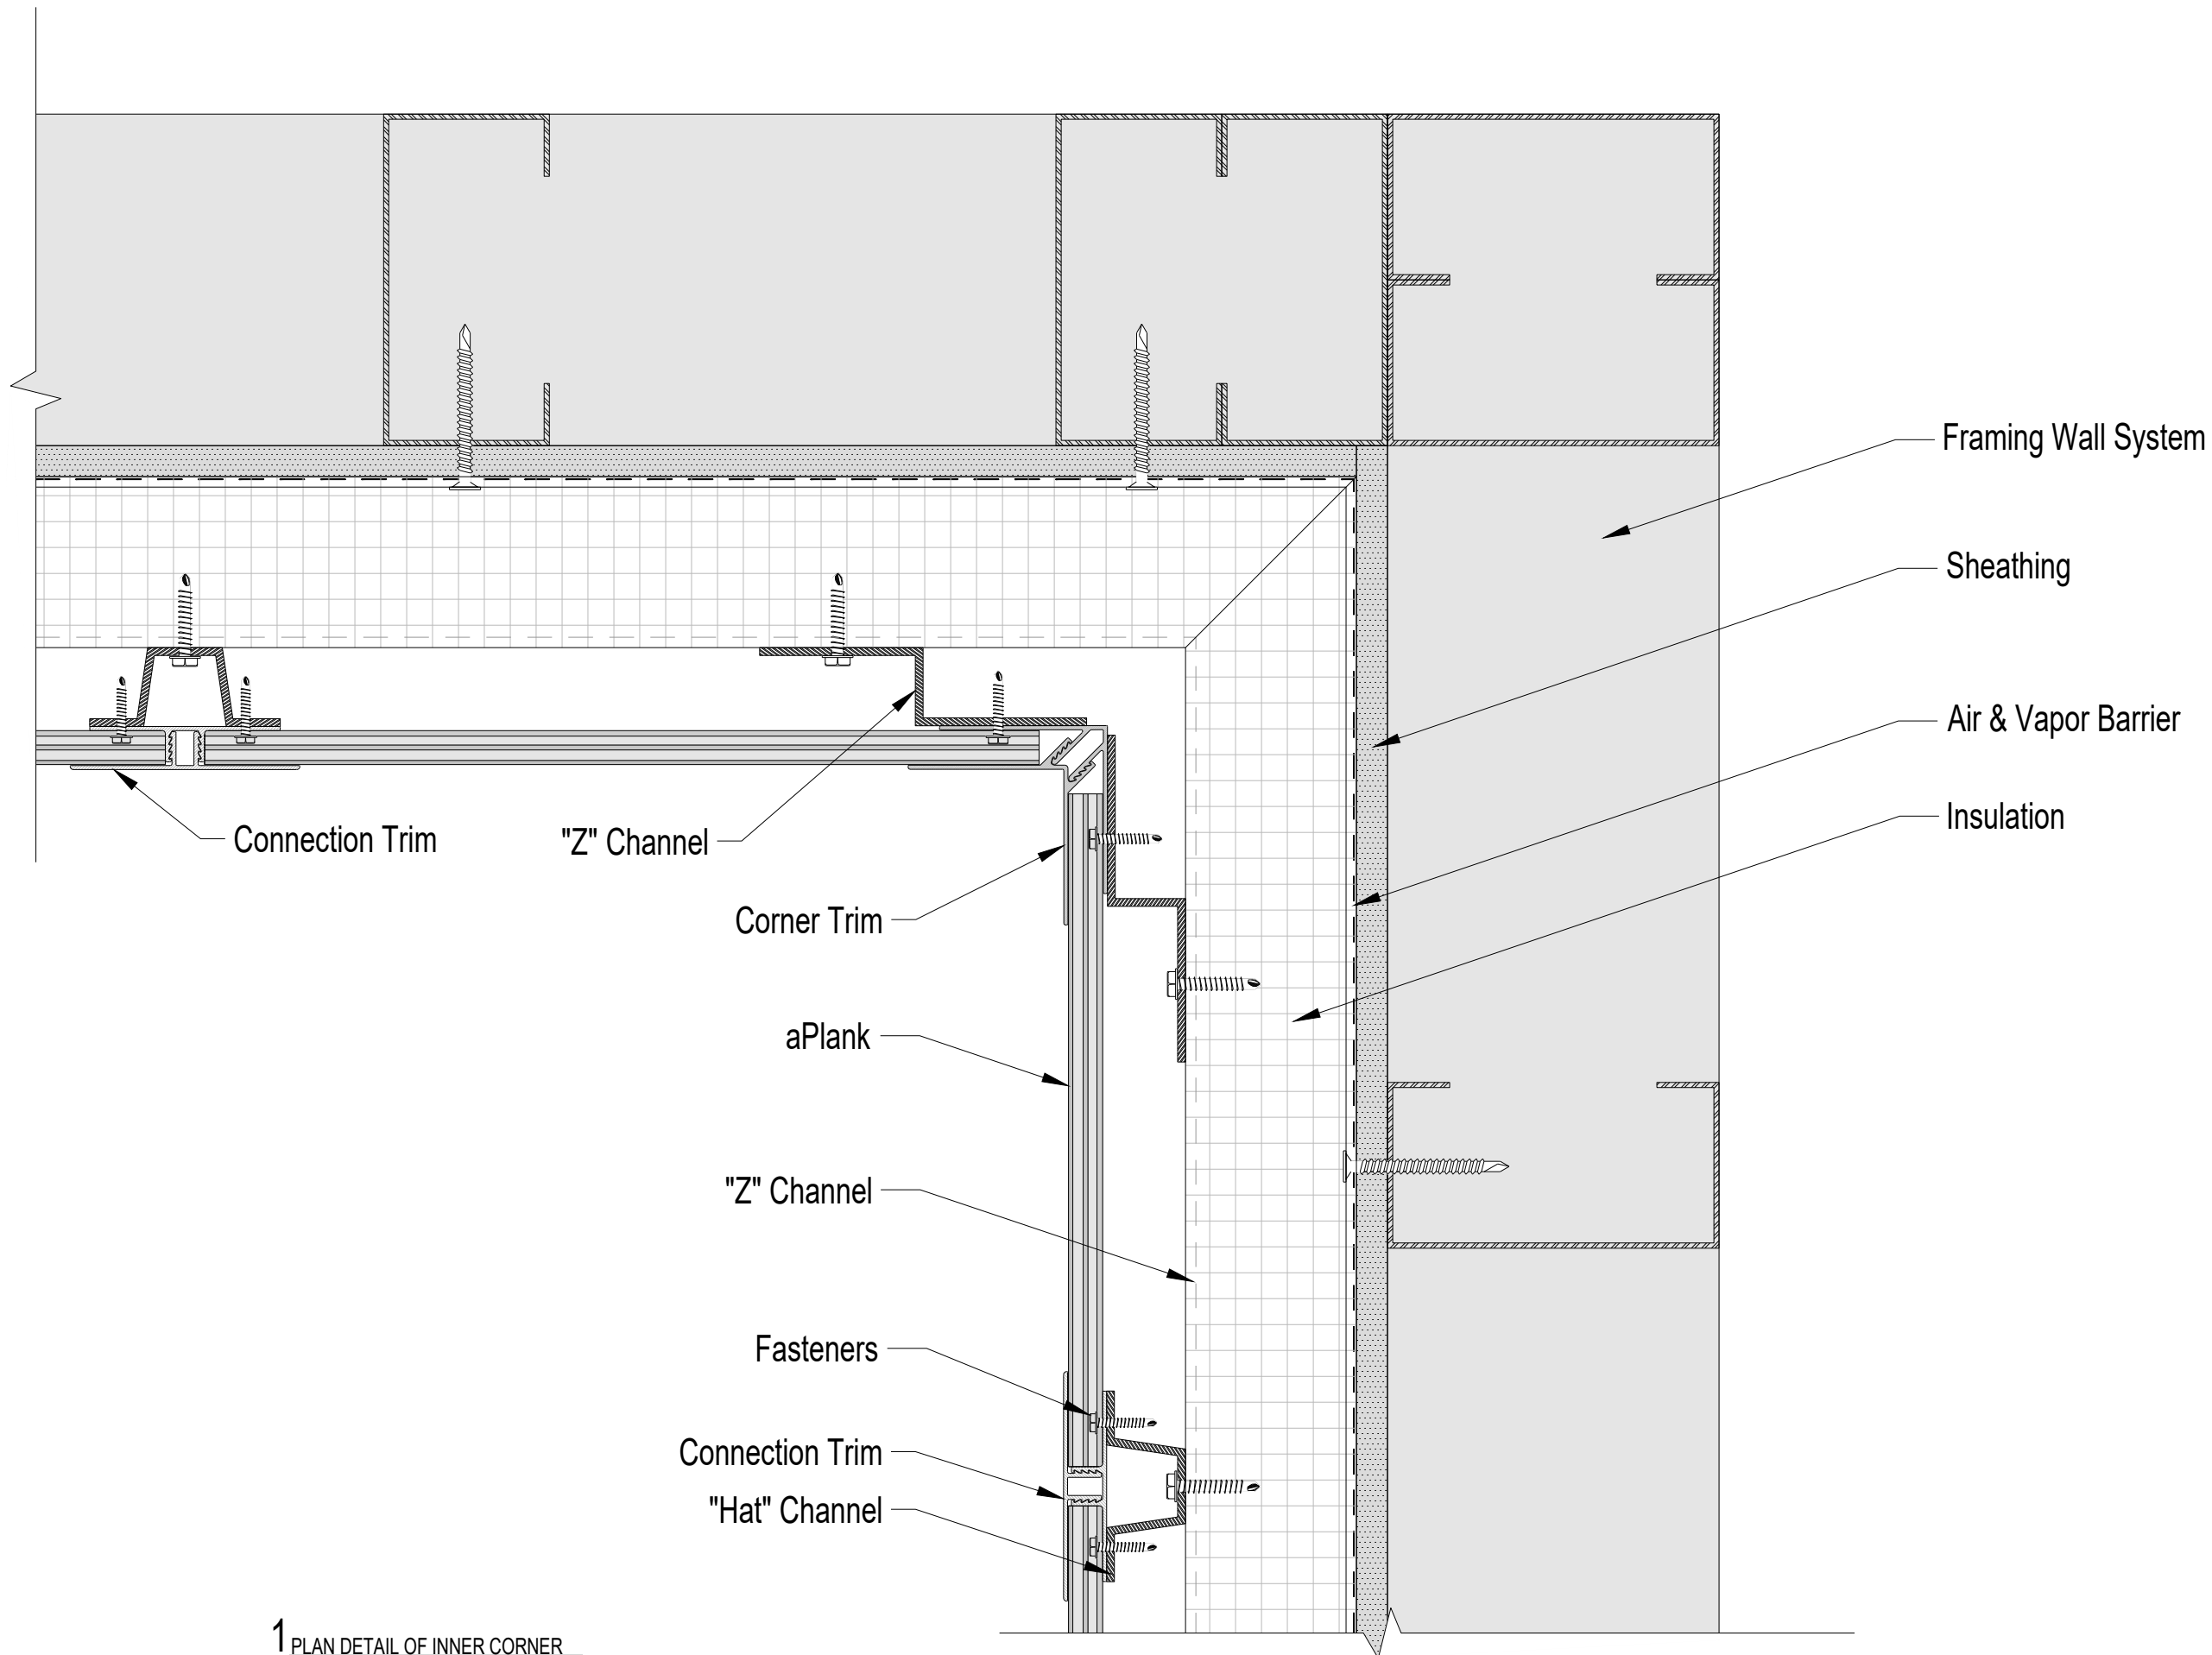 Framing Wall System
Sheathing
Air & Vapor Barrier
Insulation
Connection Trim
"Z" Channel
Corner Trim
aPlank
"Z" Channel
Fasteners
Connection Trim
"Hat" Channel
1 PLAN DETAIL OF INNER CORNER